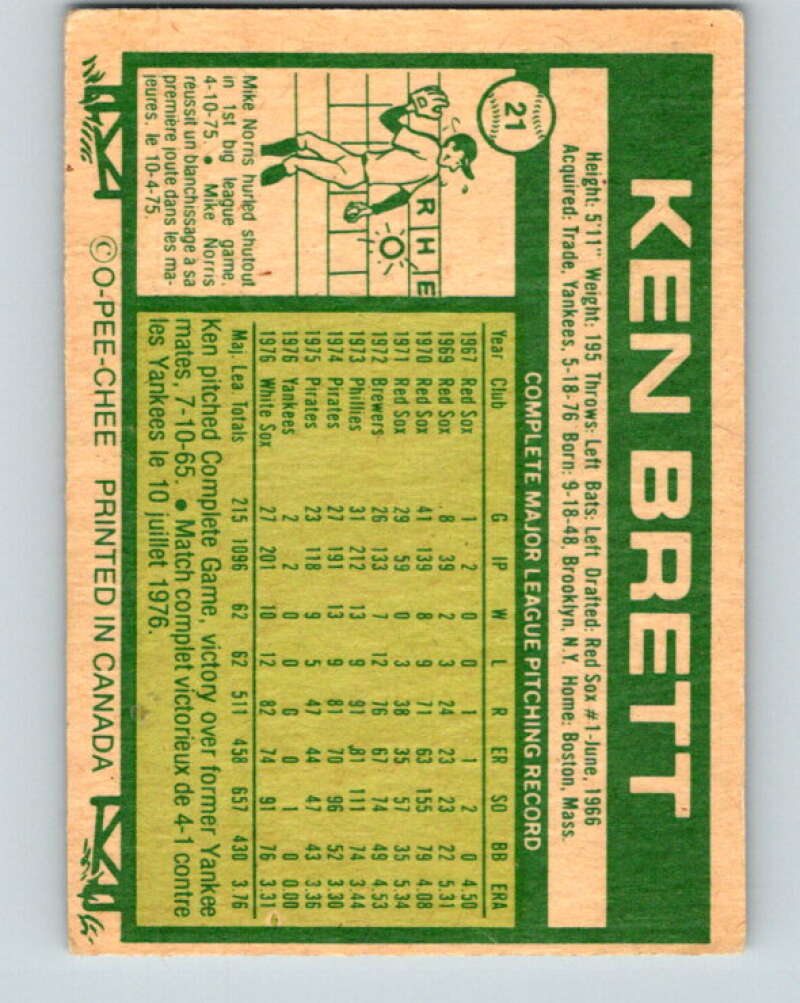 21
KEN BRETT
Height: 5'11" Weight: 195 Throws: Left Bats: Left Drafted: Red Sox #1-June, 1966
Acquired: Trade, Yankees, 5-18-76 Born: 9-18-48, Brooklyn, N.Y. Home: Boston, Mass.
COMPLETE MAJOR LEAGUE PITCHING RECORD
Year Club G IP W L R ER SO BB ERA
1967 Red Sox 1 2 0 0 1 1 2 0 4.50
1969 Red Sox 8 39 2 3 24 23 23 22 5.31
1970 Red Sox 41 139 8 9 71 63 155 79 4.08
1971 Red Sox 29 59 0 3 38 35 57 35 5.34
1972 Brewers 26 133 7 12 76 67 74 49 4.53
1973 Phillies 31 212 13 9 91 81 111 74 3.44
1974 Pirates 27 191 13 9 81 70 96 52 3.30
1975 Pirates 23 118 9 5 47 44 47 43 3.36
1976 Yankees 2 2 0 0 0 0 1 0 0.00
1976 White Sox 27 201 10 12 82 74 91 76 3.31
Maj. Lea. Totals 215 1096 62 62 511 458 657 430 3.76
Ken pitched Complete Game, victory over former Yankee
mates, 7-10-65. ● Match complet victorieux de 4-1 contre
les Yankees le 10 juillet 1976.
R H E
O
Mike Norris hurled shutout
in 1st big league game,
4-10-75. ● Mike Norris
réussit un blanchissage à sa
première joute dans les ma-
jeures. le 10-4-75.
©O-PEE-CHEE PRINTED IN CANADA